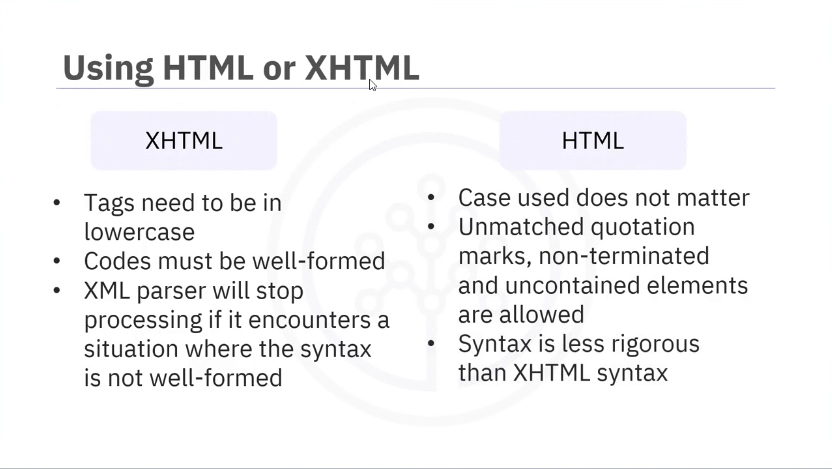 Using HTML or XHTML
XHTML
• Tags need to be in
lowercase
• Codes must be well-formed
• XML parser will stop
processing if it encounters a
situation where the syntax
is not well-formed
HTML
• Case used does not matter
• Unmatched quotation
marks, non-terminated
and uncontained elements
are allowed
• Syntax is less rigorous
than XHTML syntax